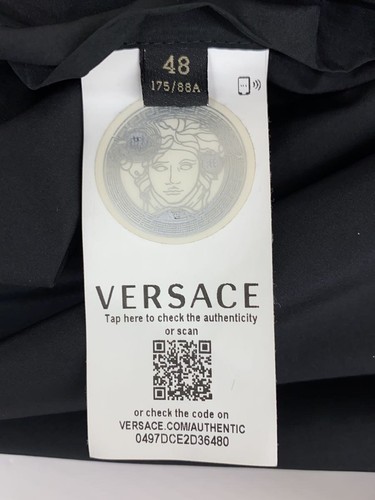 48
175/88A
VERSACE
Tap here to check the authenticity
or scan
or check the code on
VERSACE.COM/AUTHENTIC
0497DCE2D36480